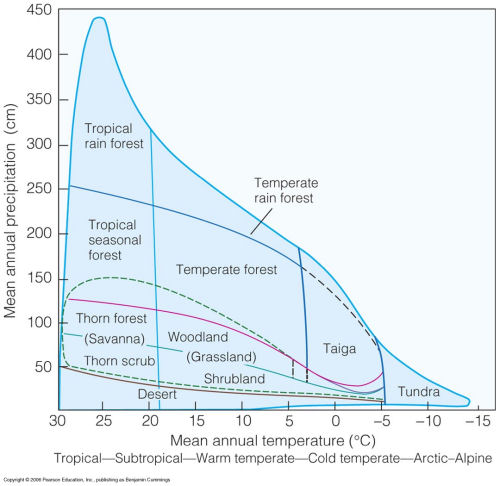 450
400
350
300
250
200
150
100
50
Mean annual precipitation (cm)
Tropical
rain forest
Temperate
rain forest
Tropical
seasonal
forest
Temperate forest
Thorn forest
(Savanna)
Woodland
(Grassland)
Taiga
Thorn scrub
Shrubland
Desert
Tundra
30 25 20 15 10 5 0 -5 -10 -15
Mean annual temperature (°C)
Tropical—Subtropical—Warm temperate—Cold temperate—Arctic-Alpine
Copyright © 2006 Pearson Education, Inc., publishing as Benjamin Cummings